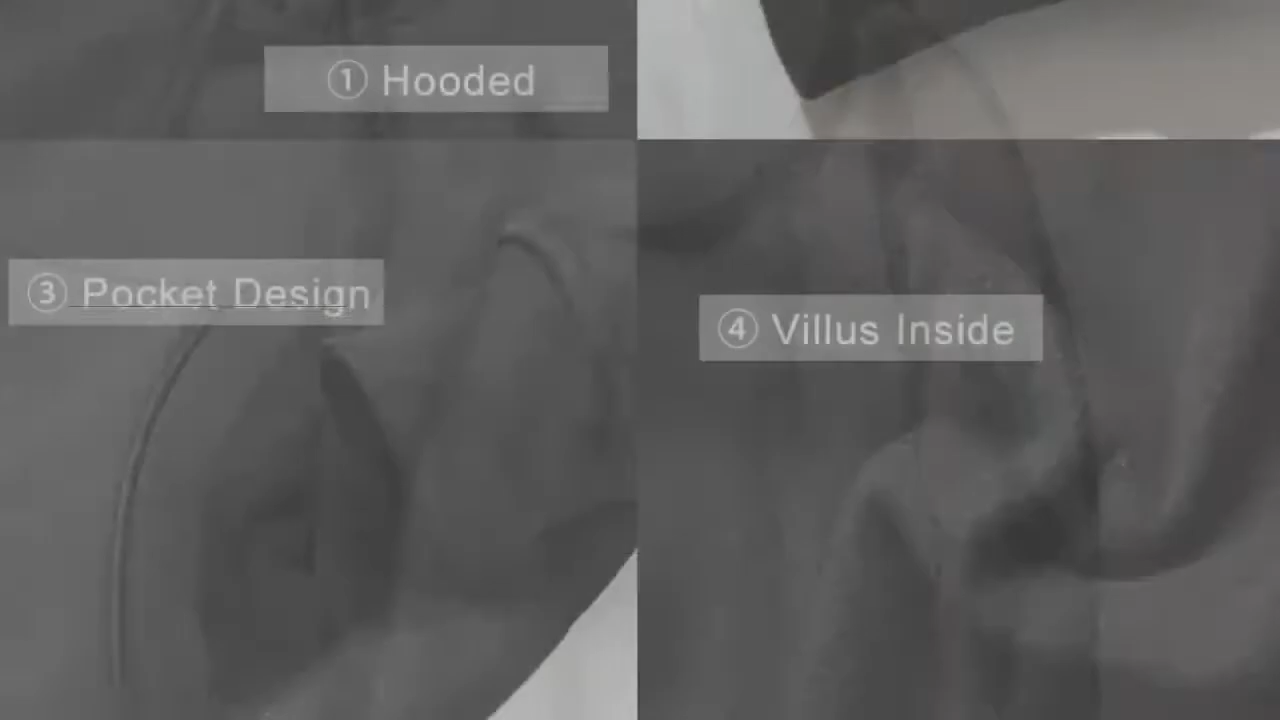 ① Hooded
③ Pocket Design
④ Villus Inside